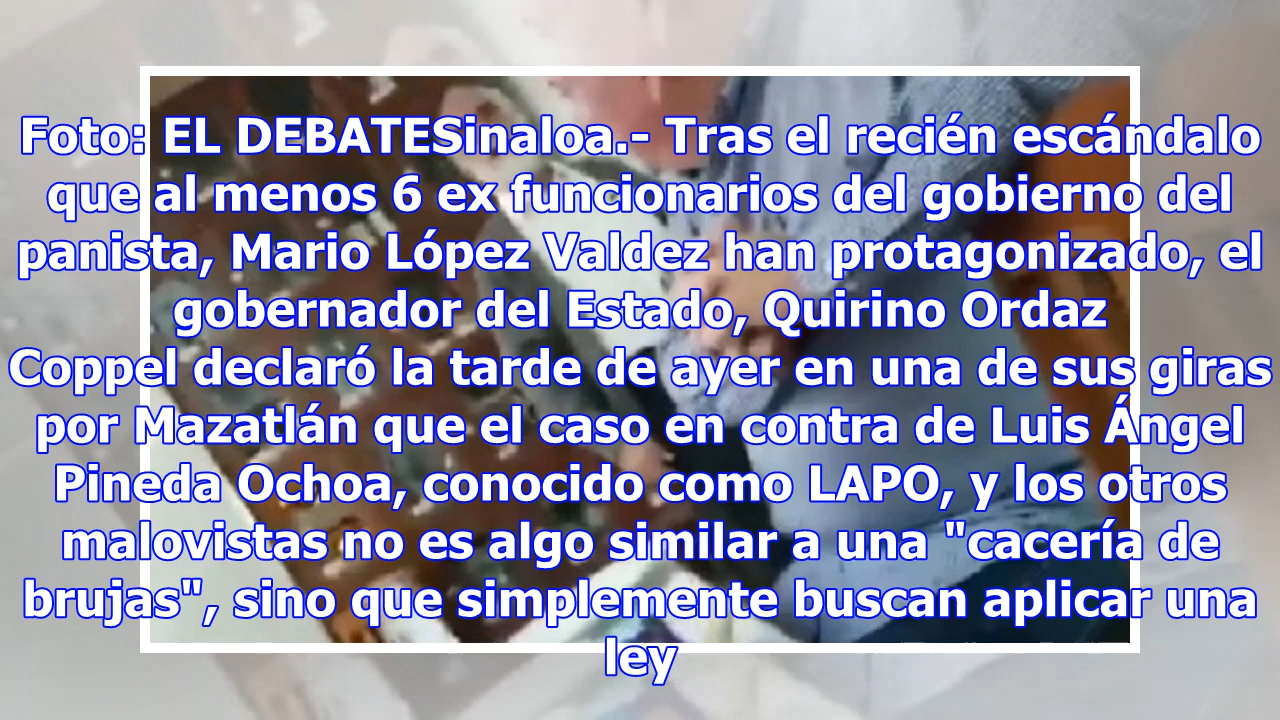 Foto: EL DEBATESinaloa.- Tras el recién escándalo
que al menos 6 ex funcionarios del gobierno del
panista, Mario López Valdez han protagonizado, el
gobernador del Estado, Quirino Ordaz
Coppel declaró la tarde de ayer en una de sus giras
por Mazatlán que el caso en contra de Luis Ángel
Pineda Ochoa, conocido como LAPO, y los otros
malovistas no es algo similar a una "cacería de
brujas", sino que simplemente buscan aplicar una
ley